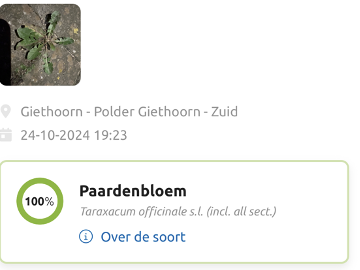 Giethoorn - Polder Giethoorn - Zuid
24-10-2024 19:23
100%
Paardenbloem
Taraxacum officinale s.l. (incl. all sect.)
Over de soort